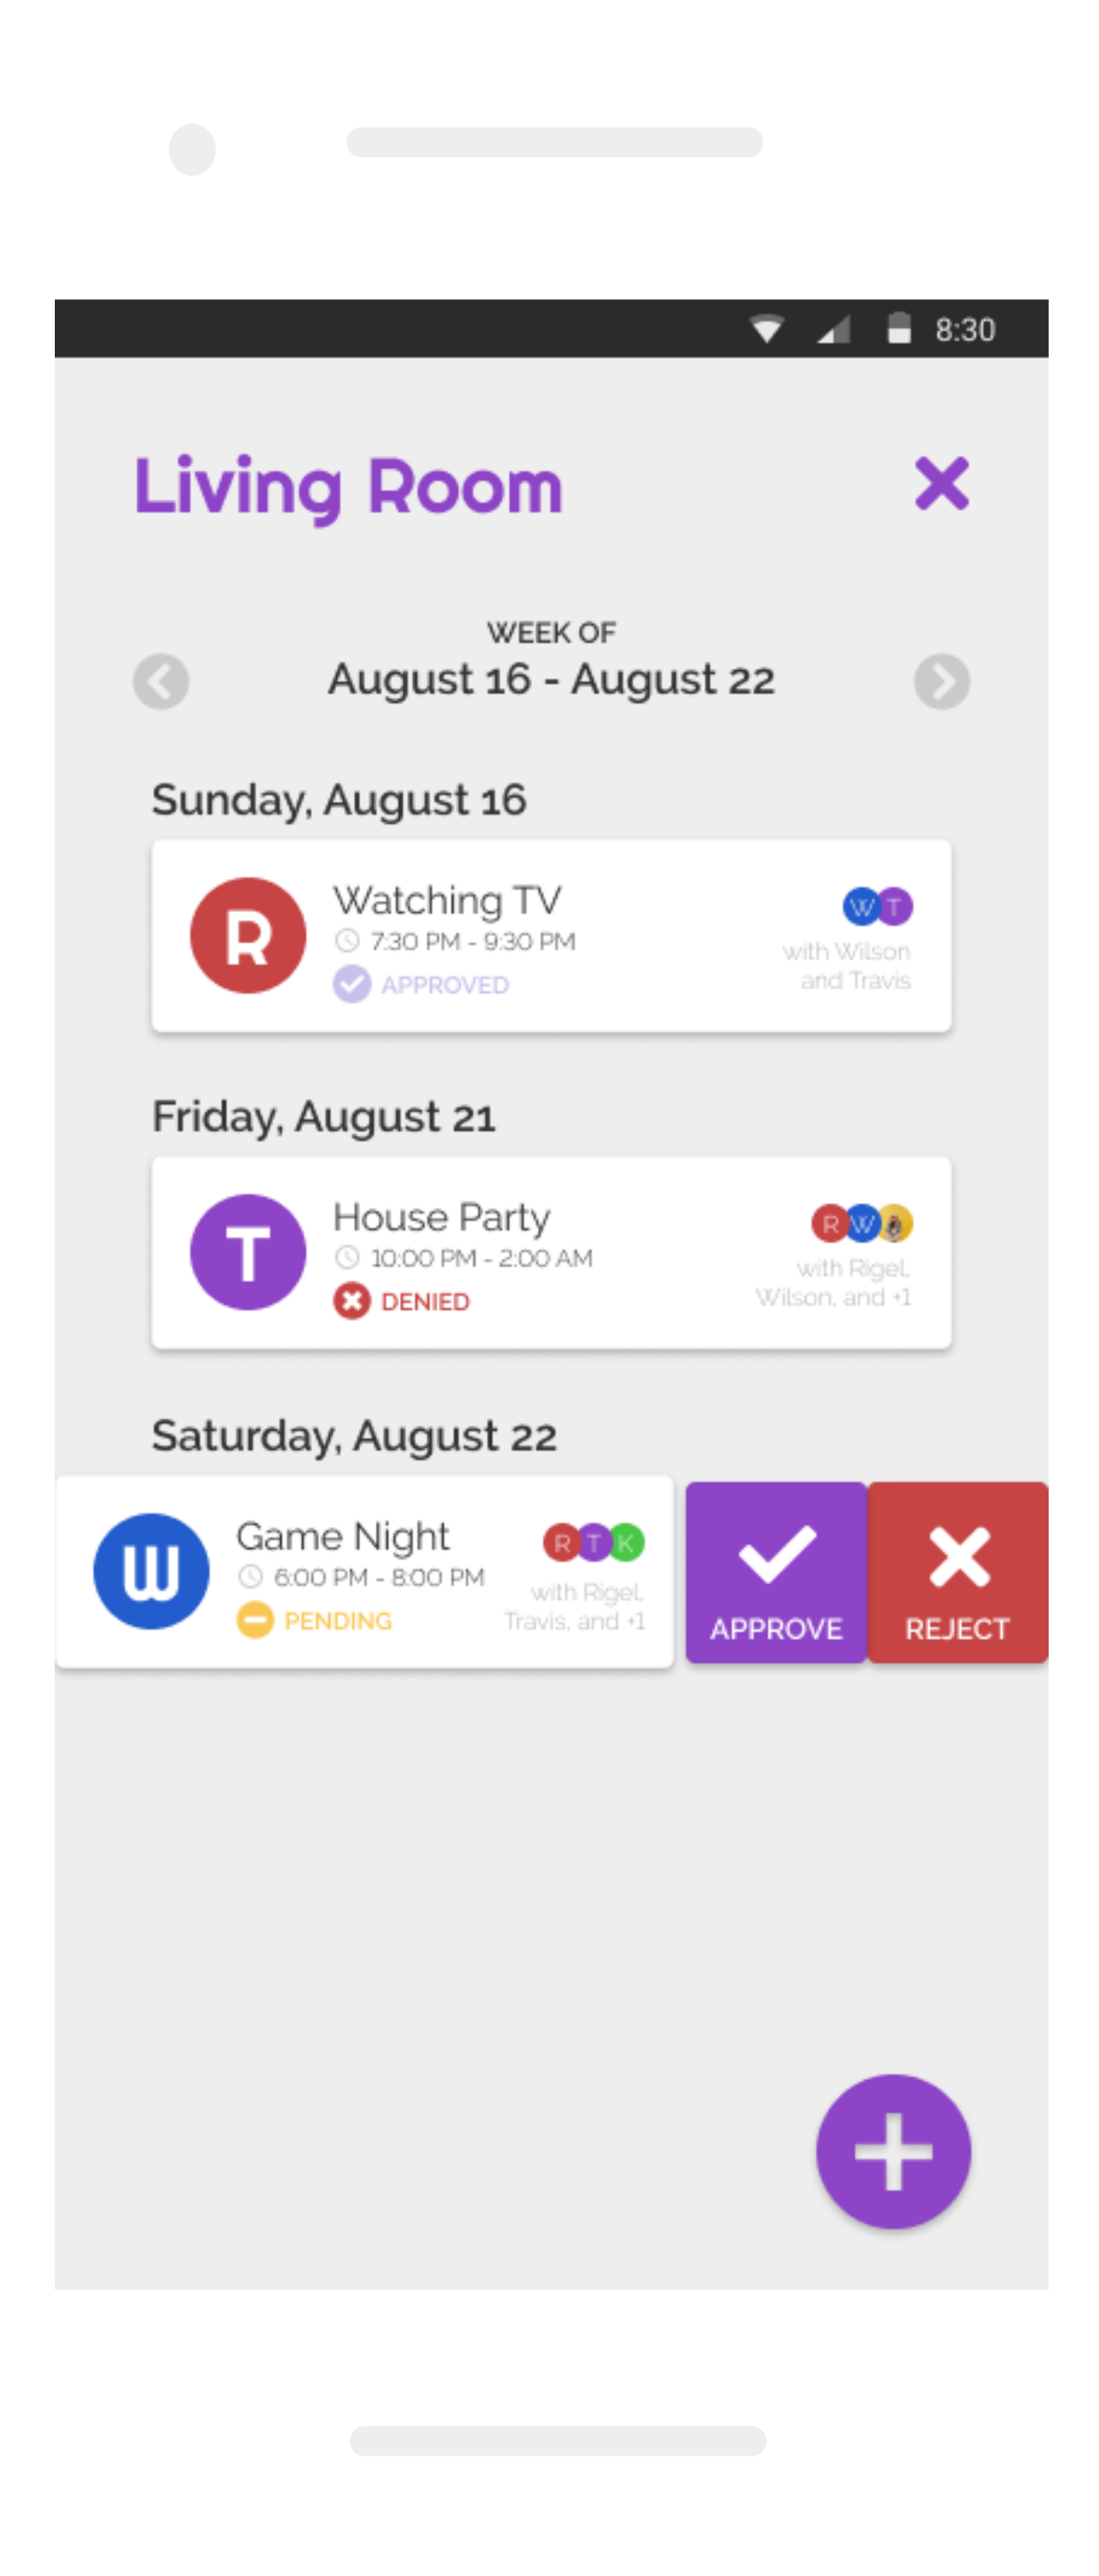 8:30
Living Room
WEEK OF
August 16 - August 22
Sunday, August 16
R
Watching TV
7:30 PM - 9:30 PM
APPROVED
W T
with Wilson
and Travis
Friday, August 21
T
House Party
10:00 PM - 2:00 AM
DENIED
R W
with Rigel,
Wilson, and +1
Saturday, August 22
W
Game Night
6:00 PM - 8:00 PM
PENDING
R T K
with Rigel,
Travis, and +1
APPROVE
REJECT